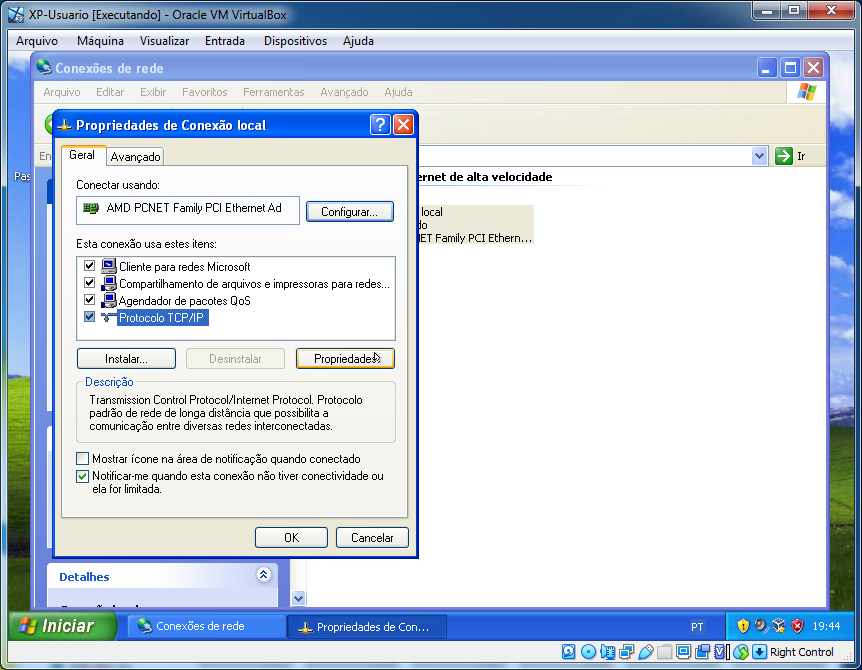 XP-Usuario [Executando] - Oracle VM VirtualBox
Arquivo Máquina Visualizar Entrada Dispositivos Ajuda
Conexões de rede
Arquivo Editar Exibir Favoritos Ferramentas Avançado Ajuda
Propriedades de Conexão local
En
Ir
Geral Avançado
Pas
ernet de alta velocidade
Conectar usando:
AMD PCNET Family PCI Ethernet Ad
Configurar...
local
do
ET Family PCI Ethern...
Esta conexão usa estes itens:
Cliente para redes Microsoft
Compartilhamento de arquivos e impressoras para redes...
Agendador de pacotes QoS
Protocolo TCP/IP
Instalar... Desinstalar Propriedades
Descrição
Transmission Control Protocol/Internet Protocol. Protocolo
padrão de rede de longa distância que possibilita a
comunicação entre diversas redes interconectadas.
Mostrar ícone na área de notificação quando conectado
Notificar-me quando esta conexão não tiver conectividade ou
ela for limitada.
OK Cancelar
Detalhes
Iniciar Conexões de rede Propriedades de Con... PT 19:44
Right Control